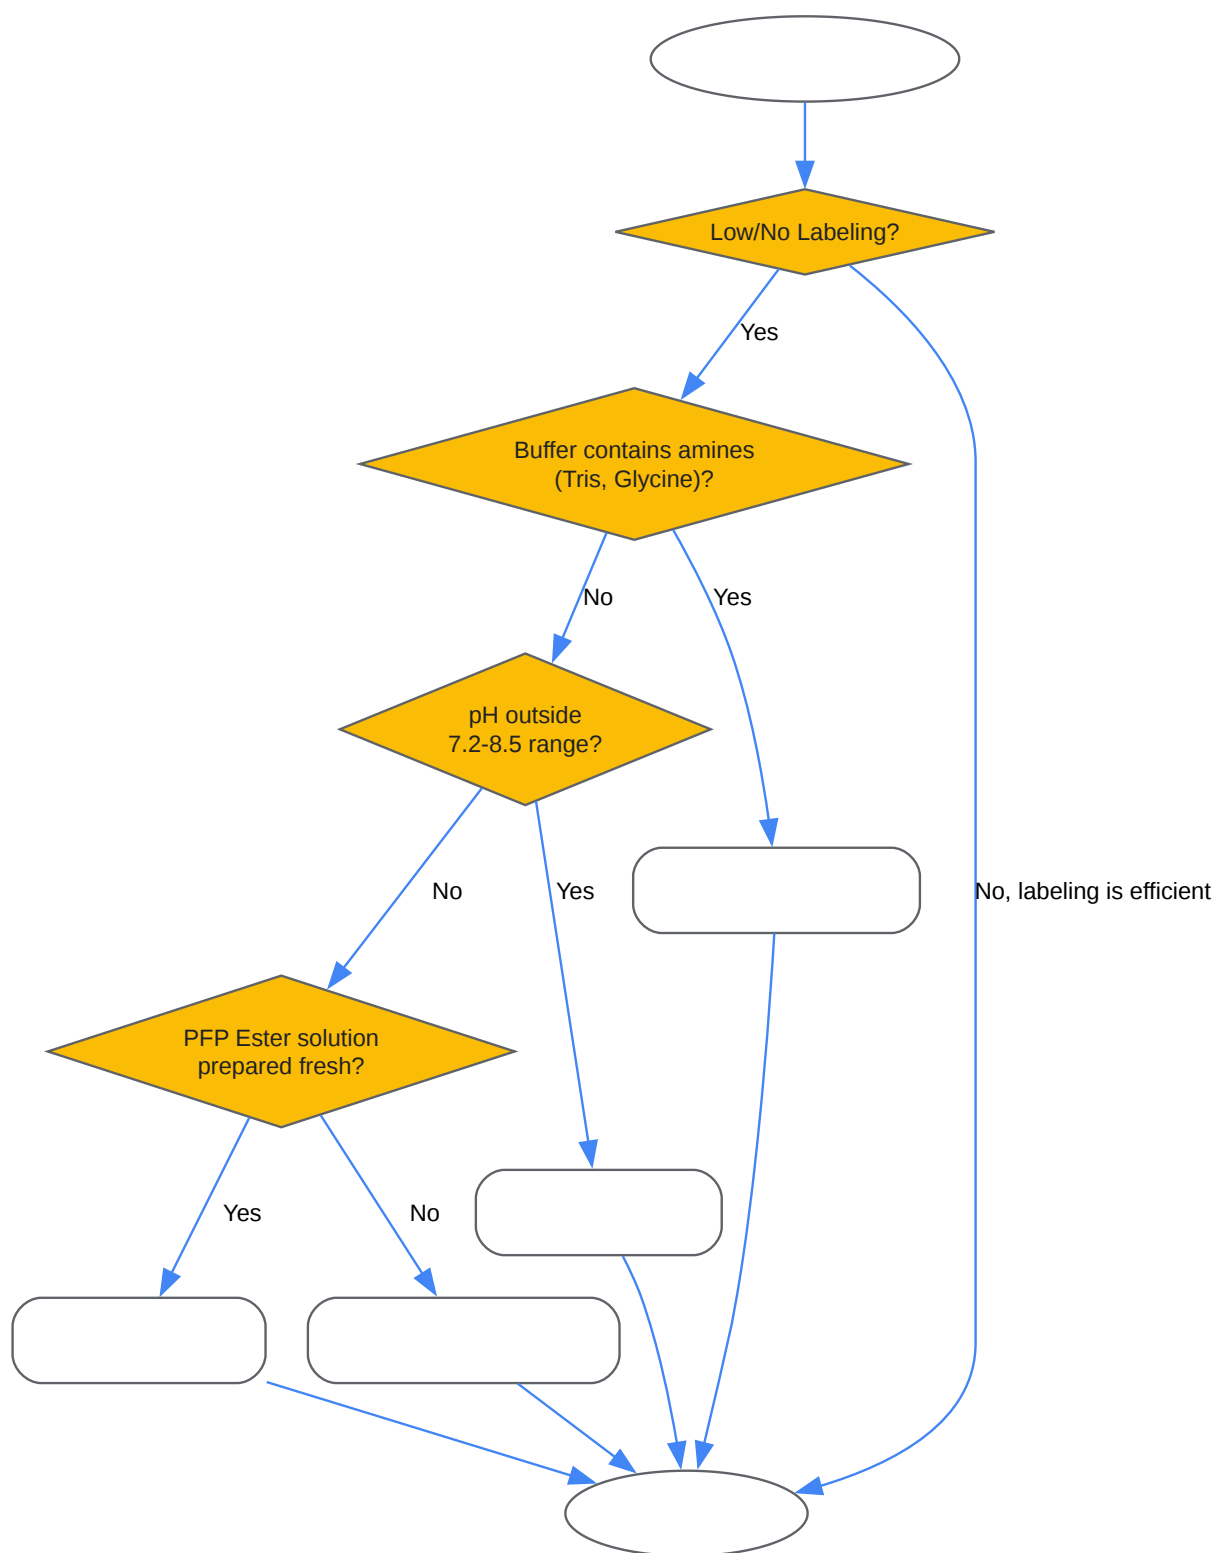 Low/No Labeling?
Yes
Buffer contains amines
(Tris, Glycine)?
No
Yes
pH outside
7.2-8.5 range?
No
Yes
No, labeling is efficient
PFP Ester solution
prepared fresh?
Yes
No